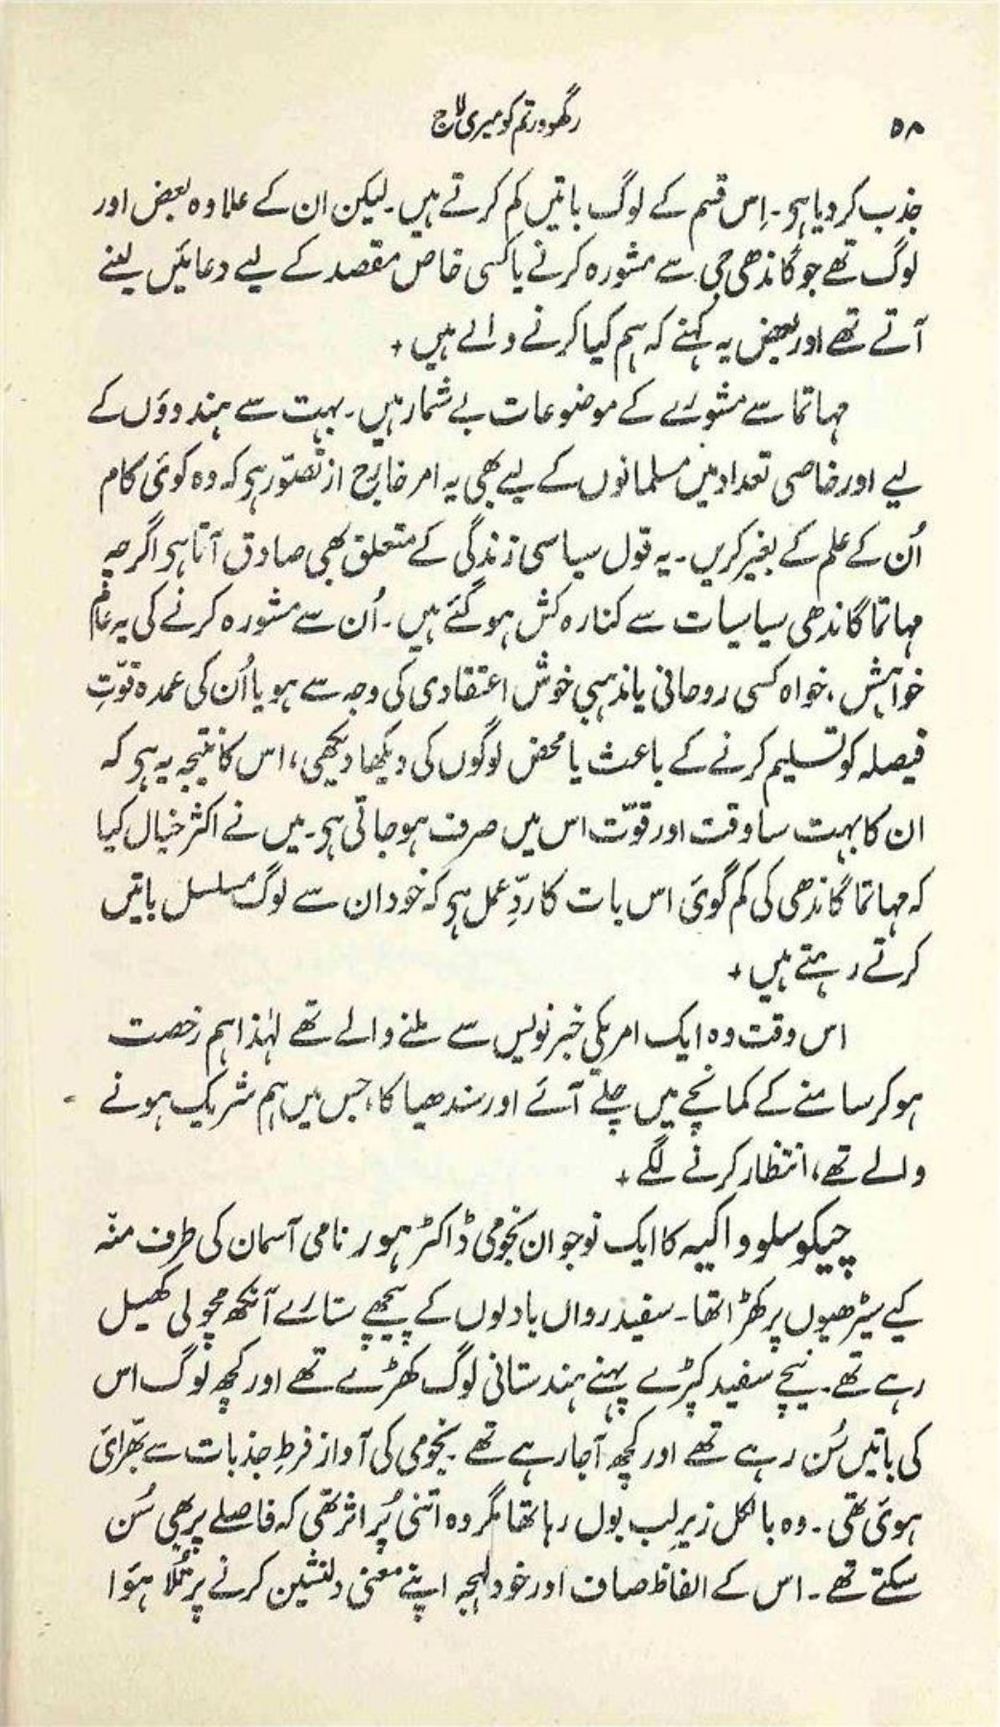 ۵۸
رگھوور تم کو میری لاج
جذب کر دیا ہو۔ اِس قسم کے لوگ باتیں کم کرتے ہیں۔ لیکن ان کے علاوہ بعض اور
لوگ تھے جو گاندھی جی سے مشورہ کرنے یا کسی خاص مقصد کے لیے دعائیں لینے
آتے تھے اور بعض یہ کہنے کہ ہم کیا کرنے والے ہیں +
مہاتما سے مشورے کے موضوعات بے شمار ہیں۔ بہت سے ہندوؤں کے
لیے اور خاصی تعداد میں مسلمانوں کے لیے بھی یہ امر خارج از تصوّر ہو کہ وہ کوئی کام
اُن کے علم کے بغیر کریں۔ یہ قول سیاسی زندگی کے متعلق بھی صادق آتا ہو اگرچہ
مہاتما گاندھی سیاسیات سے کنارہ کش ہو گئے ہیں۔ اُن سے مشورہ کرنے کی یہ عام
خواہش، خواہ کسی روحانی یا مذہبی خوش اعتقادی کی وجہ سے ہو یا اُن کی عمدہ قوّتِ
فیصلہ کو تسلیم کرنے کے باعث یا محض لوگوں کی دیکھا دیکھی، اس کا نتیجہ یہ ہو کہ
ان کا بہت سا وقت اور قوّت اس میں صرف ہو جاتی ہو۔ میں نے اکثر خیال کیا
کہ مہاتما گاندھی کی کم گوئی اس بات کا ردِّ عمل ہو کہ خود ان سے لوگ مسلسل باتیں
کرتے رہتے ہیں +
اس وقت وہ ایک امریکی خبر نویس سے ملنے والے تھے لہٰذا ہم رخصت
ہو کر سامنے کے کمانچے میں چلے آئے اور سندھیا کا، جس میں ہم شریک ہونے
والے تھے، انتظار کرنے لگے +
چیکوسلوواکیہ کا ایک نوجوان نجومی ڈاکٹر ہورنامی آسمان کی طرف منہ
کیے سیڑھیوں پر کھڑا تھا۔ سفید رواں بادلوں کے پیچھے ستارے آنکھ مچولی کھیل
رہے تھے۔ نیچے سفید کپڑے پہنے ہندستانی لوگ کھڑے تھے اور کچھ لوگ اس
کی باتیں سُن رہے تھے اور کچھ آ جا رہے تھے۔ نجومی کی آواز فرطِ جذبات سے بھرّائی
ہوئی تھی۔ وہ بالکل زیرِ لب بول رہا تھا مگر وہ اتنی پُر اثر تھی کہ فاصلے پر بھی سُن
سکتے تھے۔ اس کے الفاظ صاف اور خود لہجہ اپنے معنی دلنشین کرنے پر تُلا ہوَا